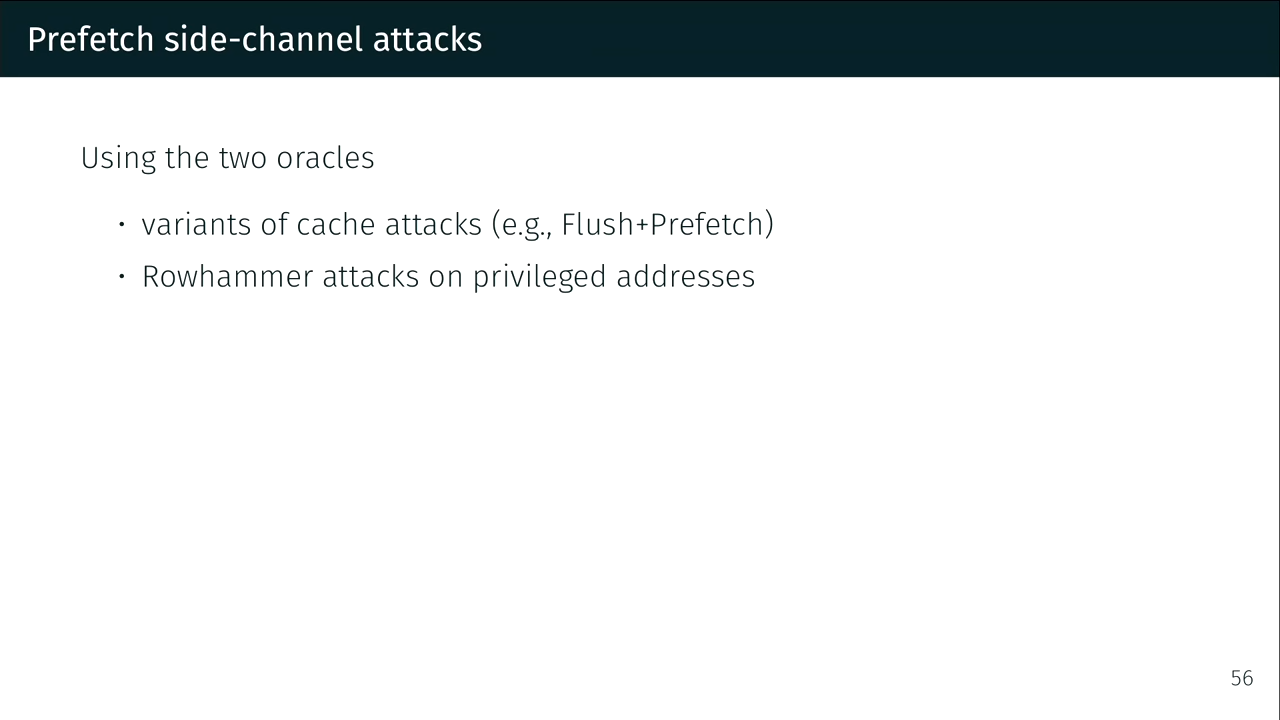 Prefetch side-channel attacks
Using the two oracles
• variants of cache attacks (e.g., Flush+Prefetch)
• Rowhammer attacks on privileged addresses
56